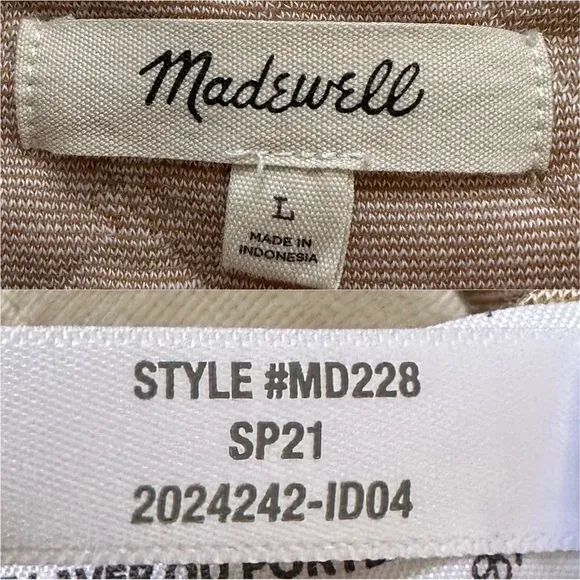 Madewell
L
MADE IN
INDONESIA
STYLE #MD228
SP21
2024242-ID04